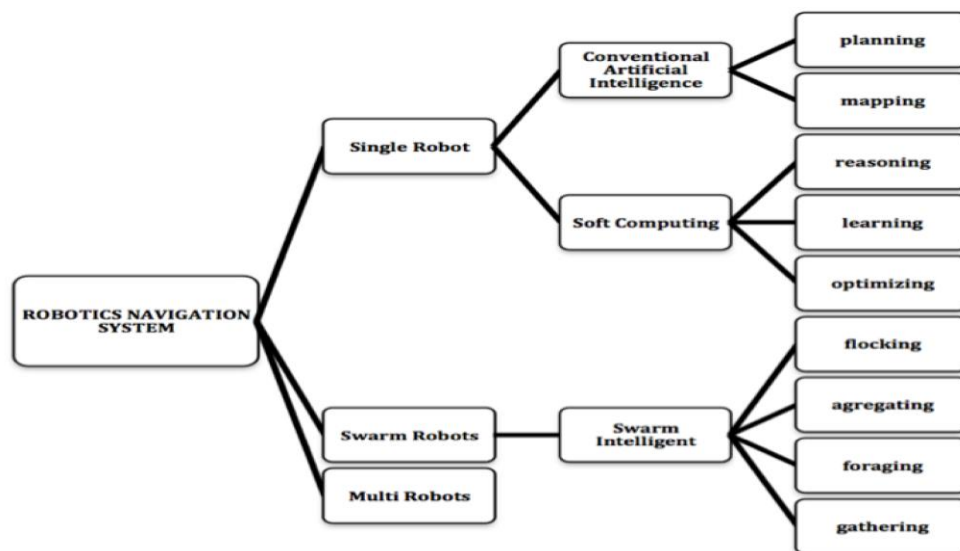 planning
Conventional
Artificial
Intelligence
mapping
Single Robot
reasoning
Soft Computing
learning
optimizing
ROBOTICS NAVIGATION
SYSTEM
flocking
agregating
Swarm Robots
Swarm
Intelligent
foraging
Multi Robots
gathering